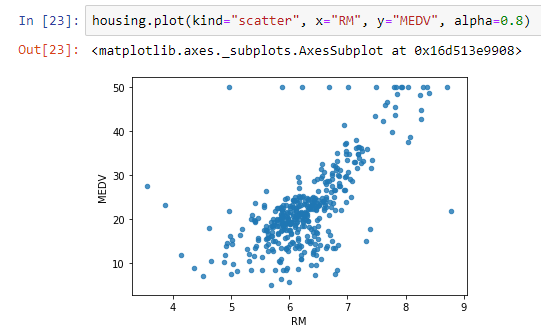 In [23]: housing.plot(kind="scatter", x="RM", y="MEDV", alpha=0.8)
Out[23]: <matplotlib.axes._subplots.AxesSubplot at 0x16d513e9908>
50
40
30
20
10
MEDV
4 5 6 7 8 9
RM